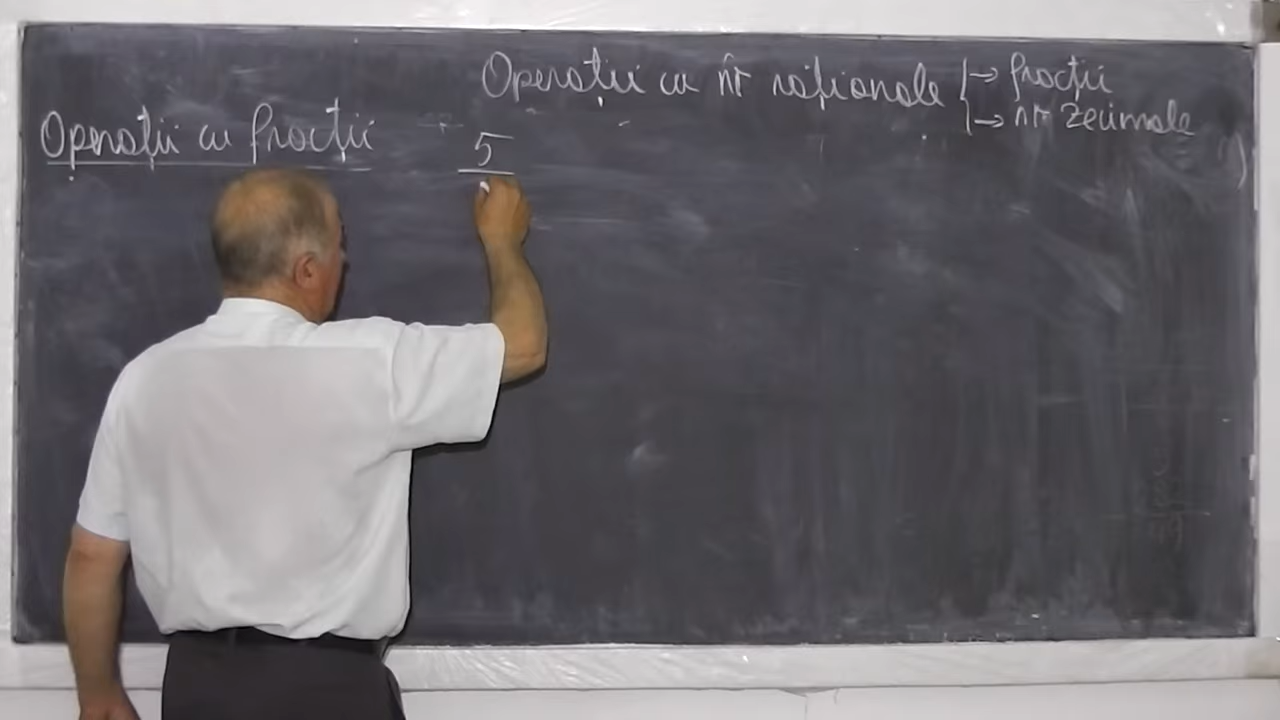 Operații cu nr raționale → fracții
→ nr zecimale
Operații cu fracții
5